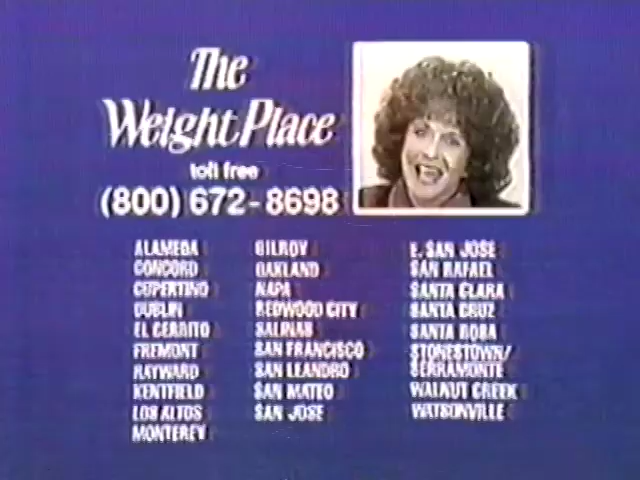 The
Weight Place
toll free
(800) 672-8698
ALAMEDA
CONCORD
CUPERTINO
DUBLIN
EL CERRITO
FREMONT
HAYWARD
KENTFIELD
LOS ALTOS
MONTEREY
GILROY
OAKLAND
NAPA
REDWOOD CITY
SALINAS
SAN FRANCISCO
SAN LEANDRO
SAN MATEO
SAN JOSE
E. SAN JOSE
SAN RAFAEL
SANTA CLARA
SANTA CRUZ
SANTA ROSA
STONESTOWN/
SERRAMONTE
WALNUT CREEK
WATSONVILLE